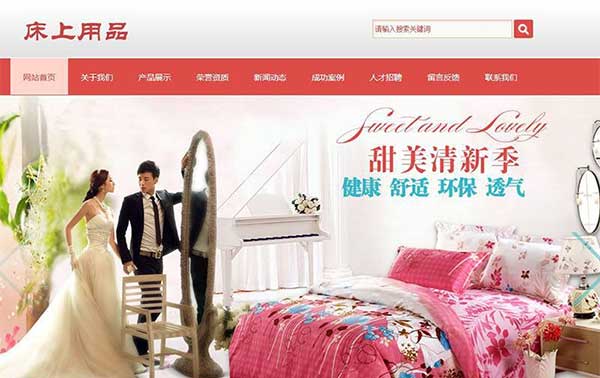 床上用品
请输入搜索关键词
网站首页 关于我们 产品展示 荣誉资质 新闻动态 成功案例 人才招聘 留言反馈 联系我们
Sweet and Lovely
甜美清新季
健康 舒适 环保 透气